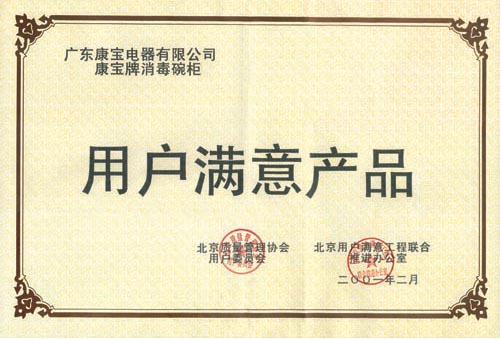 广东康宝电器有限公司
康宝牌消毒碗柜
用户满意产品
北京质量管理协会
用户委员会
北京用户满意工程联合
推进办公室
二〇〇一年二月